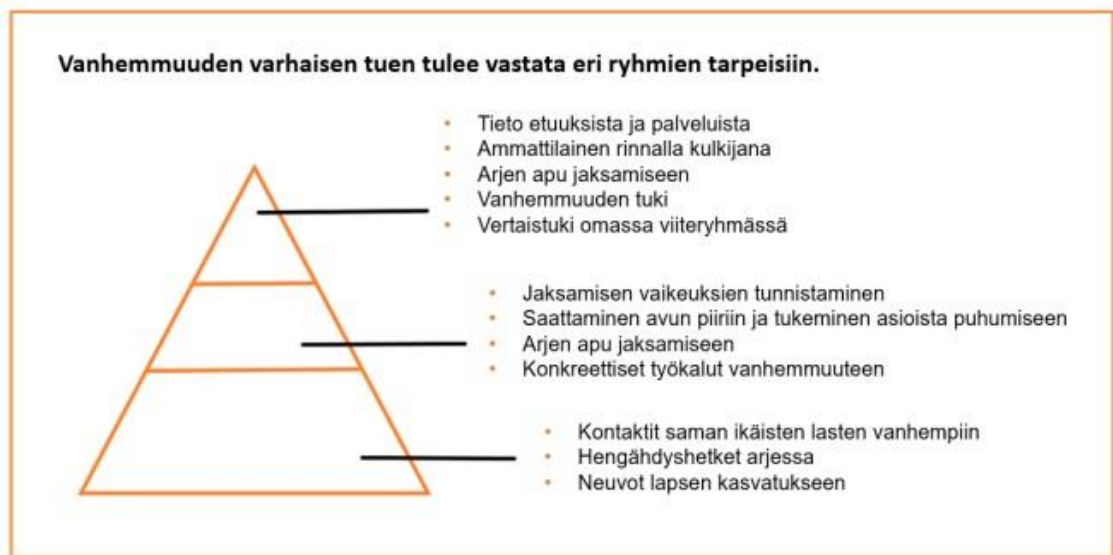 Vanhemmuuden varhaisen tuen tulee vastata eri ryhmien tarpeisiin.
• Tieto etuuksista ja palveluista
• Ammattilainen rinnalla kulkijana
• Arjen apu jaksamiseen
• Vanhemmuuden tuki
• Vertaistuki omassa viiteryhmässä
• Jaksamisen vaikeuksien tunnistaminen
• Saattaminen avun piiriin ja tukeminen asioista puhumiseen
• Arjen apu jaksamiseen
• Konkreettiset työkalut vanhemmuuteen
• Kontaktit saman ikäisten lasten vanhempiin
• Hengähdyshetket arjessa
• Neuvot lapsen kasvatukseen